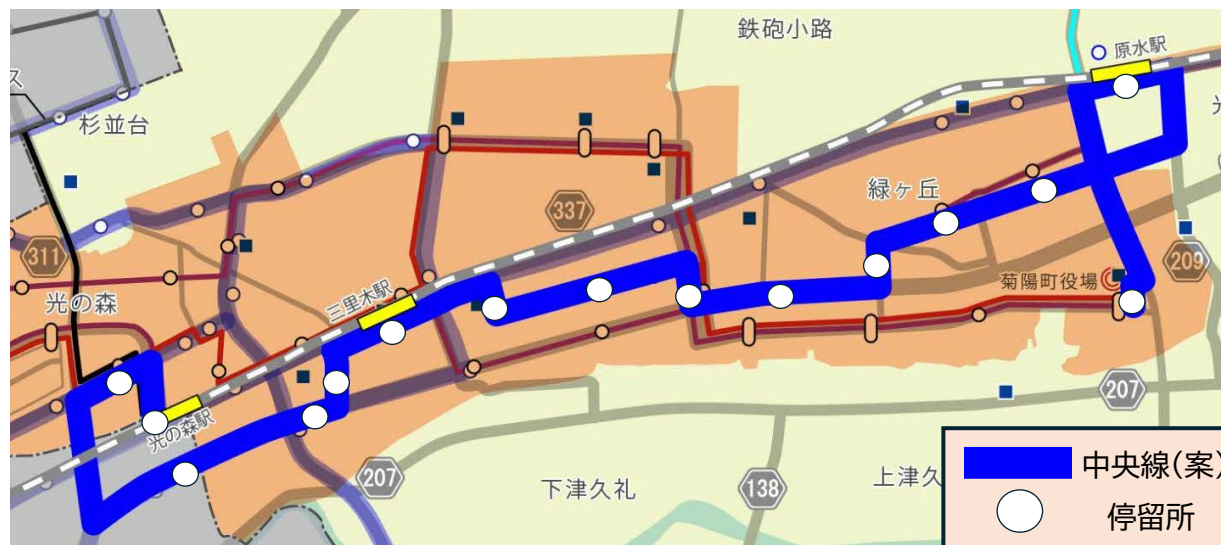 鉄砲小路
原水駅
ス
杉並台
緑ヶ丘
337
311
209
光の森
三里木駅
菊陽町役場
光の森駅
207
207
下津久礼
138
上津久
中央線(案)
停留所